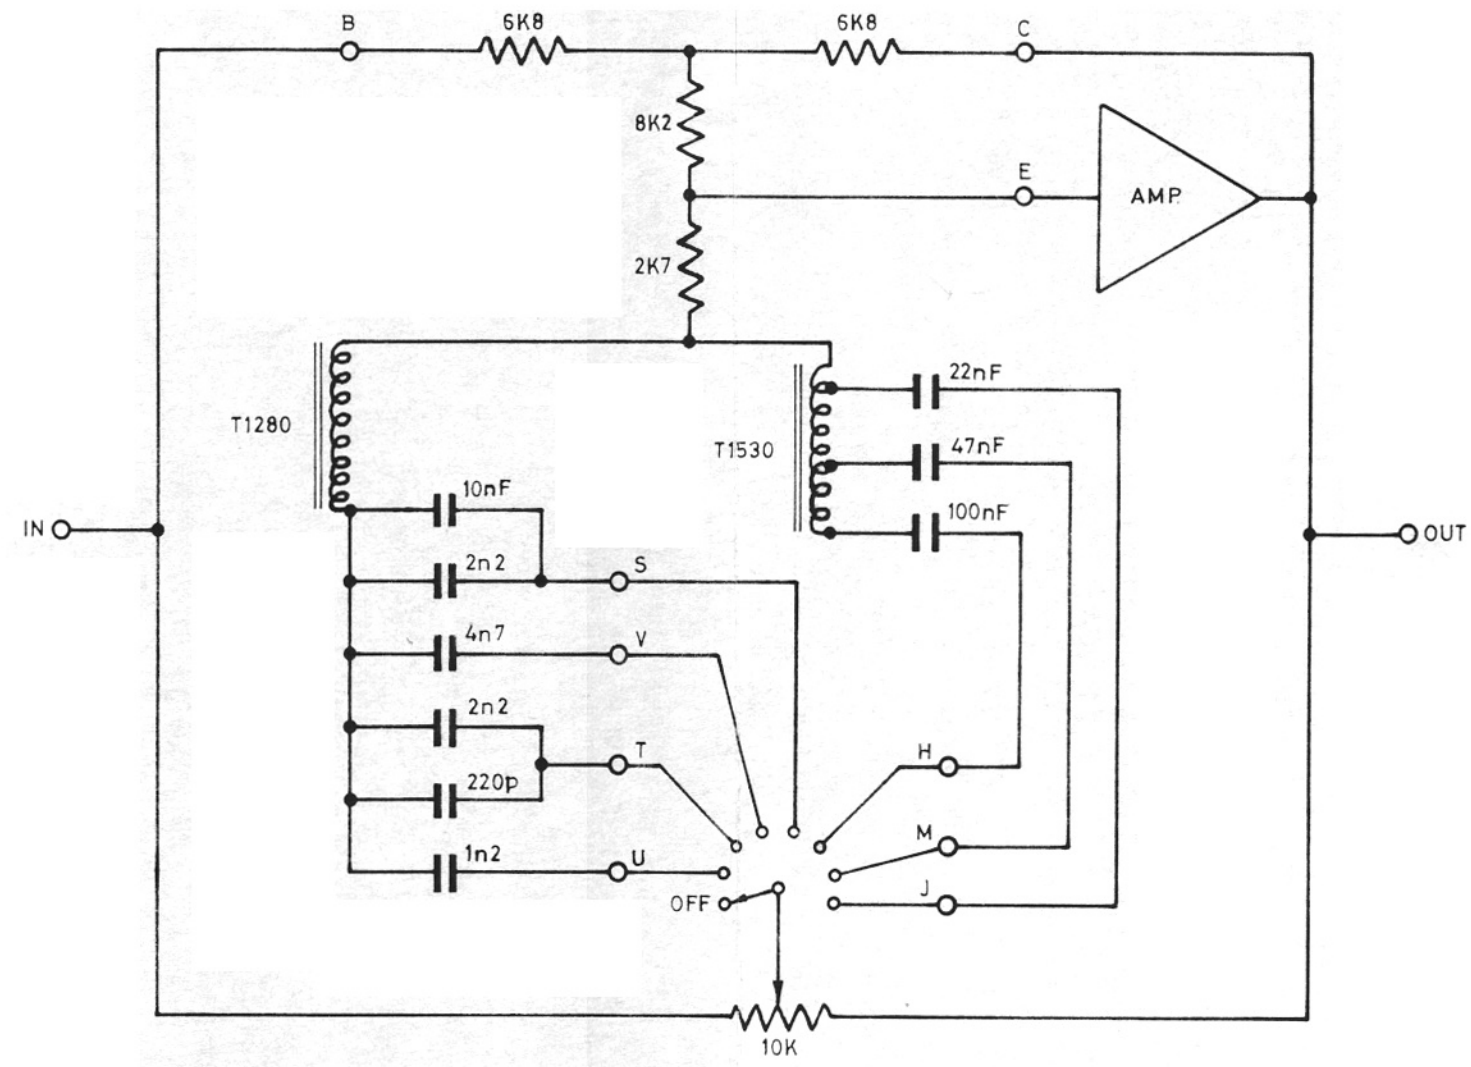 B
6K8
6K8
C
8K2
E
AMP.
2K7
22nF
T1280
T1530
47nF
10nF
100nF
IN
OUT
2n2
S
4n7
V
2n2
T
220p
H
1n2
U
M
OFF
J
10K